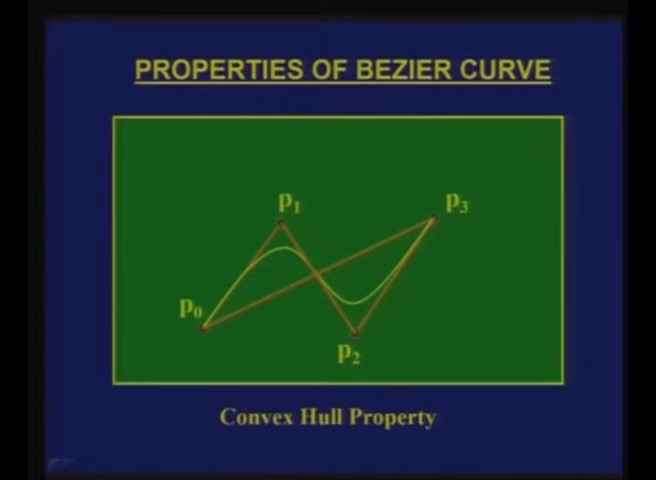 PROPERTIES OF BEZIER CURVE
p1
p3
p0
p2
Convex Hull Property